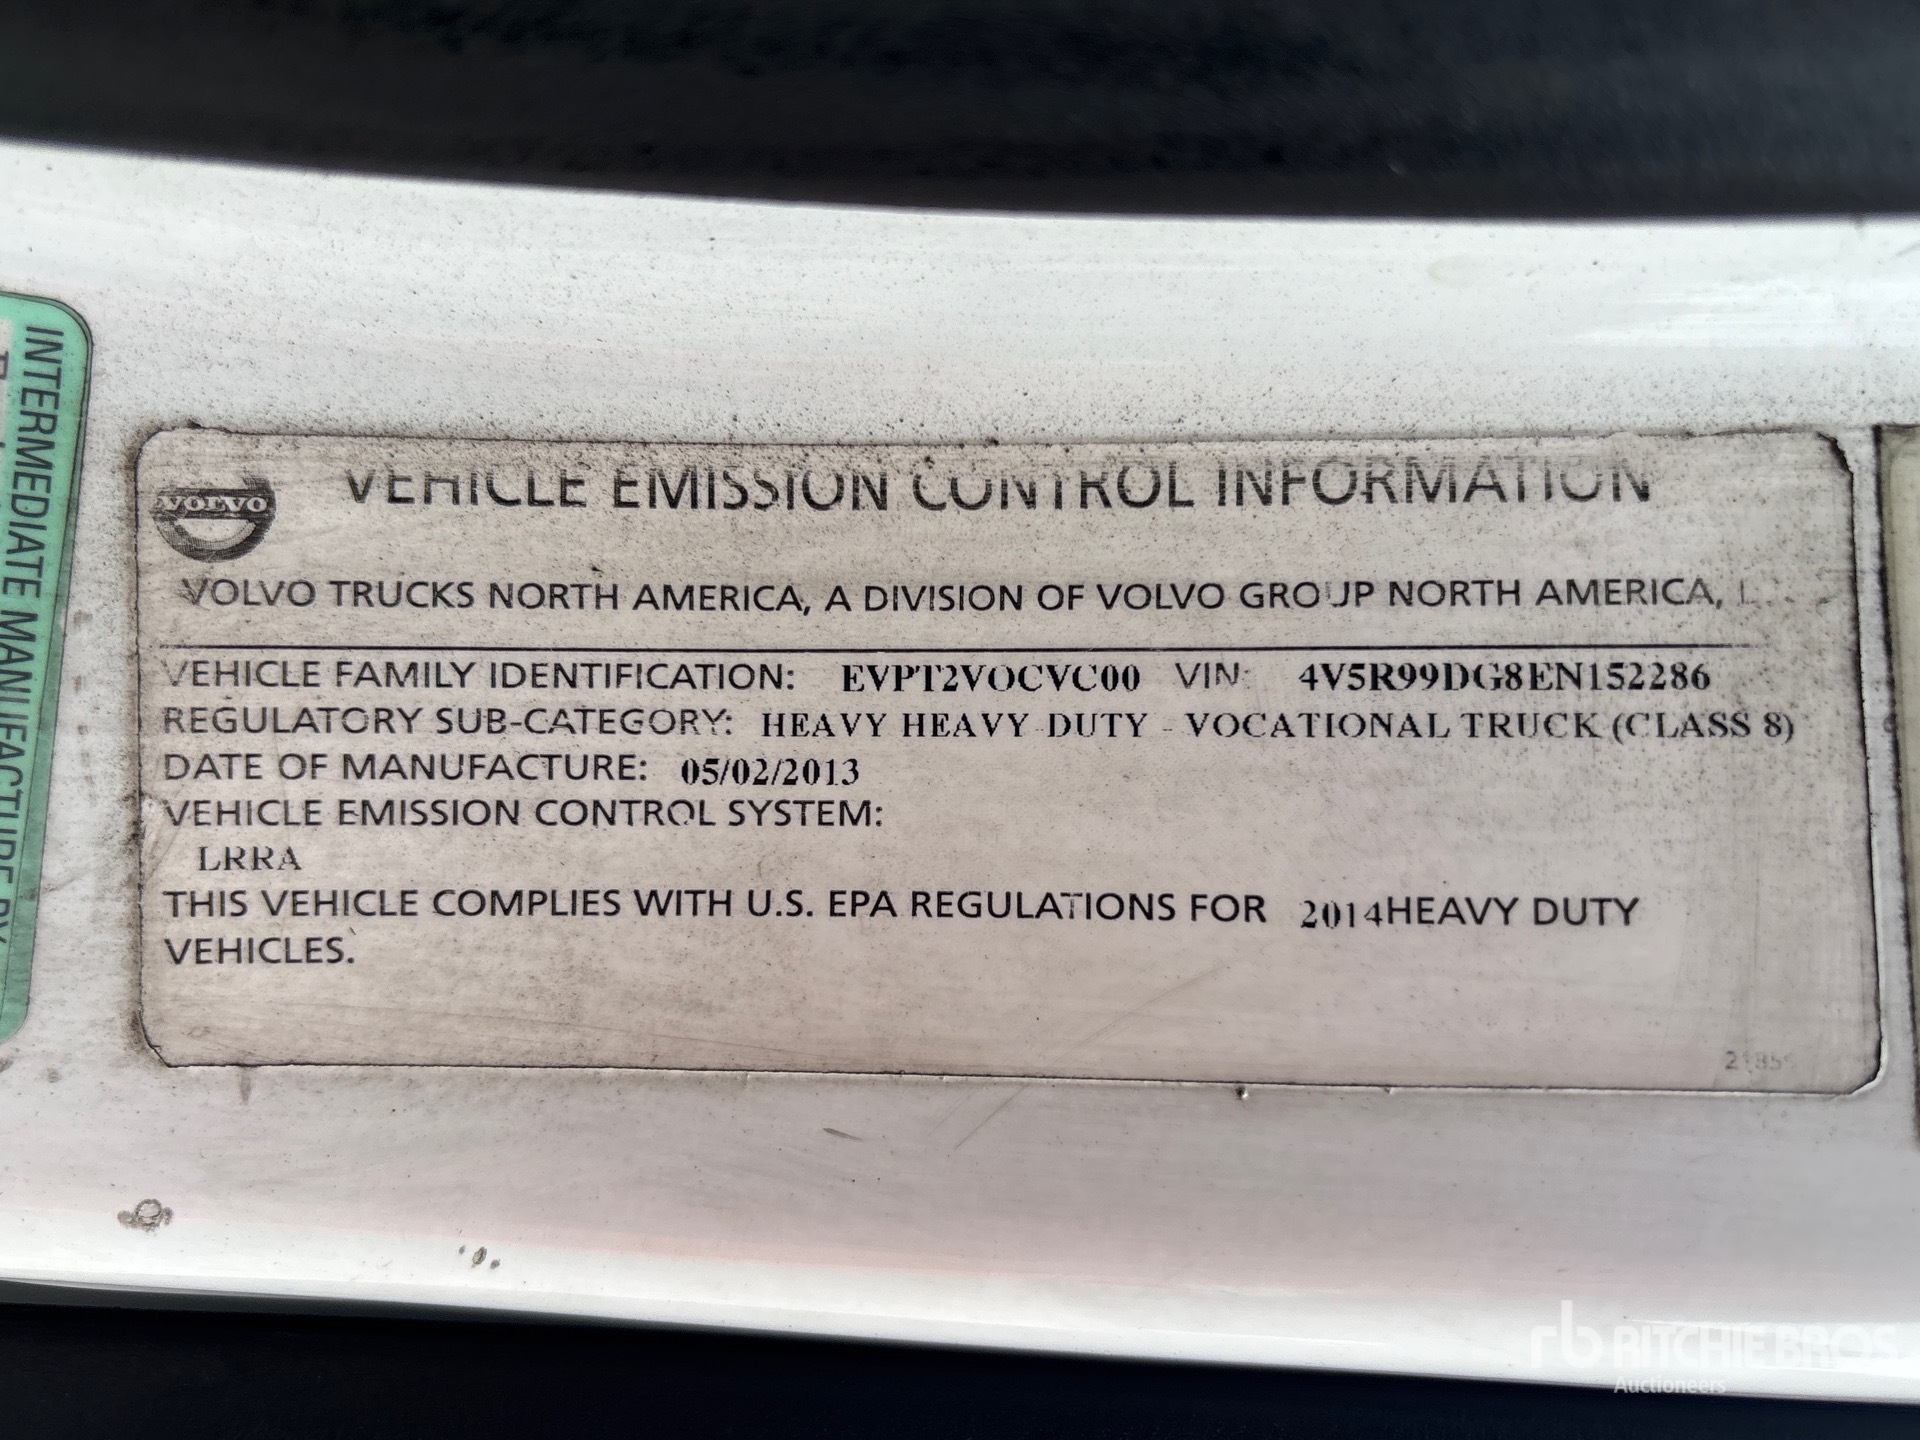 INTERMEDIATE MANUFACTURE BY
VOLVO
VEHICLE EMISSION CONTROL INFORMATION
VOLVO TRUCKS NORTH AMERICA, A DIVISION OF VOLVO GROUP NORTH AMERICA,
VEHICLE FAMILY IDENTIFICATION: EVPT2VOCVC00 VIN: 4V5R99DG8EN152286
REGULATORY SUB-CATEGORY: HEAVY HEAVY DUTY - VOCATIONAL TRUCK (CLASS 8)
DATE OF MANUFACTURE: 05/02/2013
VEHICLE EMISSION CONTROL SYSTEM:
LRRA
THIS VEHICLE COMPLIES WITH U.S. EPA REGULATIONS FOR 2014HEAVY DUTY
VEHICLES.
rb RITCHIE BROS
Auctioneers